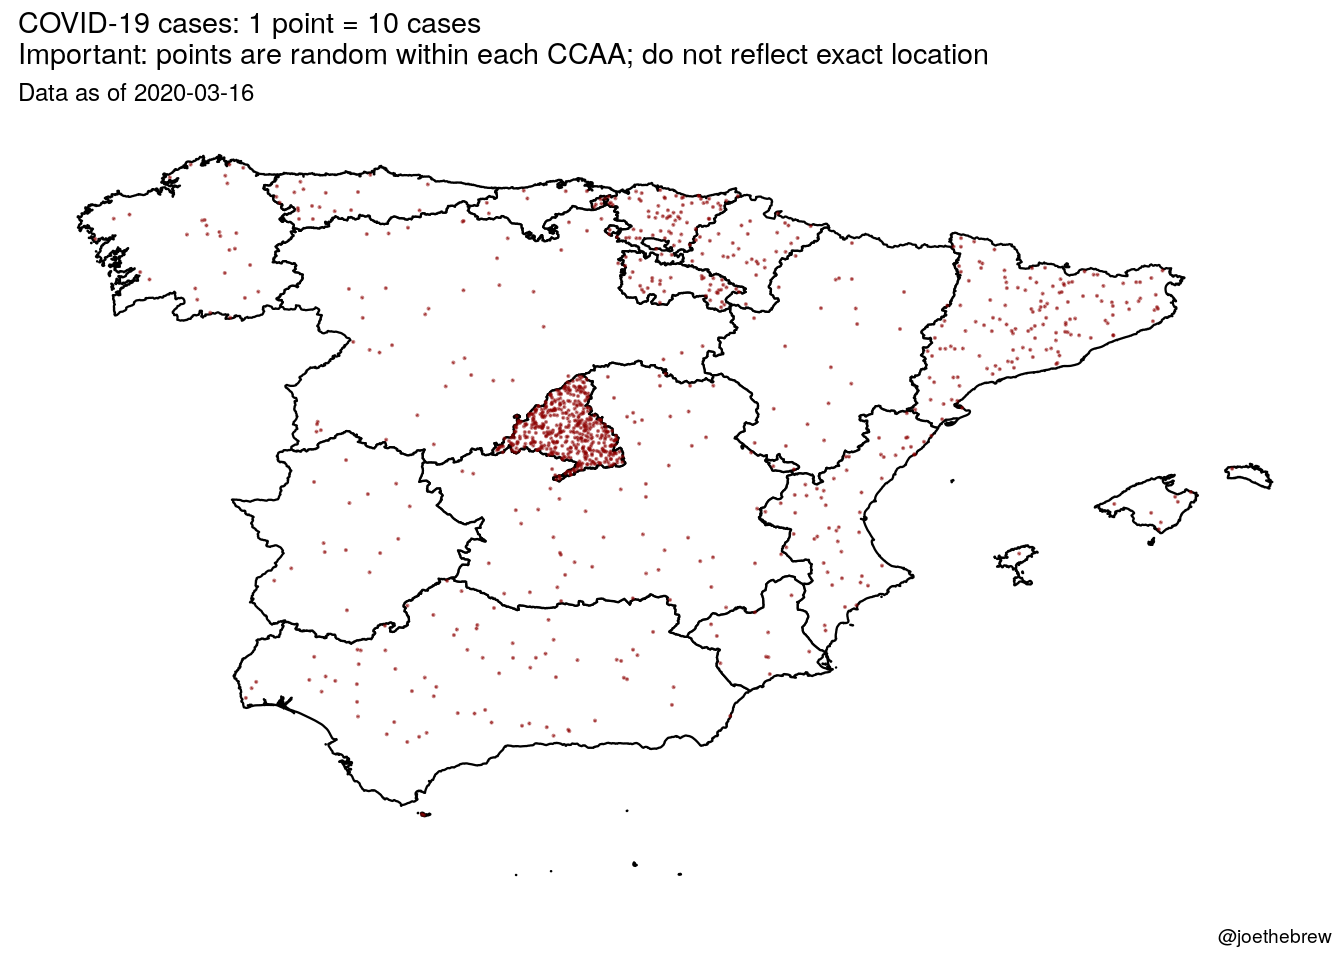 COVID-19 cases: 1 point = 10 cases
Important: points are random within each CCAA; do not reflect exact location
Data as of 2020-03-16
@joethebrew